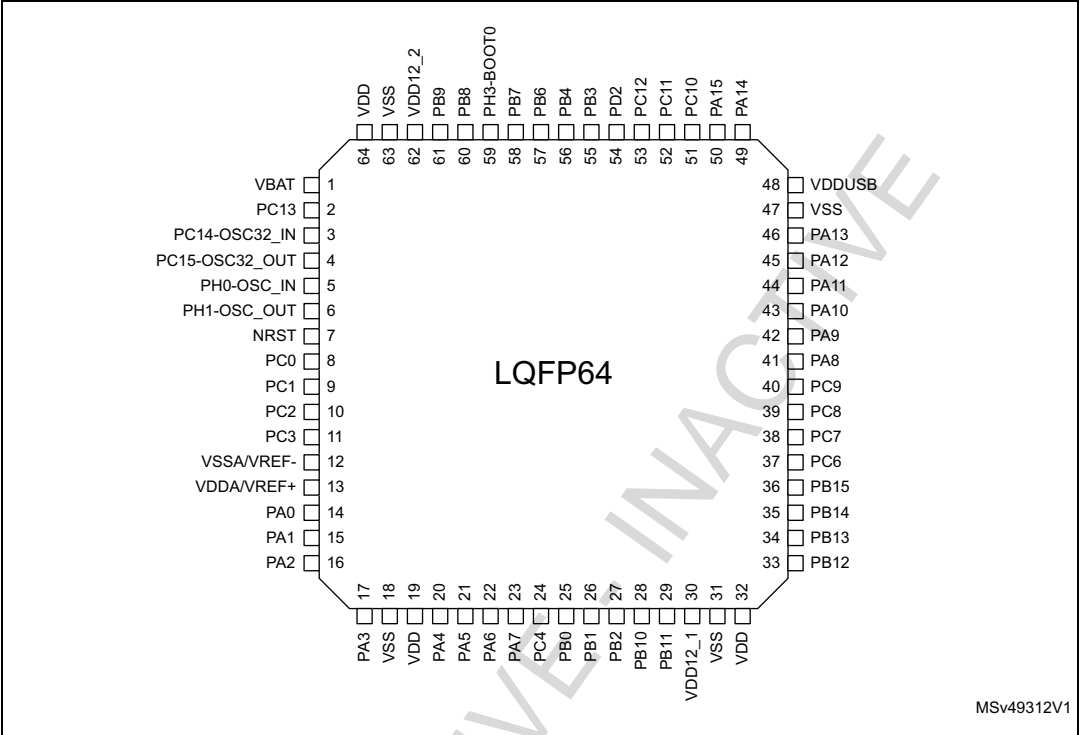 VDD
VSS
VDD12_2
PB9
PB8
PH3-BOOT0
PB7
PB6
PB4
PB3
PD2
PC12
PC11
PC10
PA15
PA14
64
63
62
61
60
59
58
57
56
55
54
53
52
51
50
49
VBAT 1
PC13 2
PC14-OSC32_IN 3
PC15-OSC32_OUT 4
PH0-OSC_IN 5
PH1-OSC_OUT 6
NRST 7
PC0 8
PC1 9
PC2 10
PC3 11
VSSA/VREF- 12
VDDA/VREF+ 13
PA0 14
PA1 15
PA2 16
LQFP64
48 VDDUSB
47 VSS
46 PA13
45 PA12
44 PA11
43 PA10
42 PA9
41 PA8
40 PC9
39 PC8
38 PC7
37 PC6
36 PB15
35 PB14
34 PB13
33 PB12
17
18
19
20
21
22
23
24
25
26
27
28
29
30
31
32
PA3
VSS
VDD
PA4
PA5
PA6
PA7
PC4
PB0
PB1
PB2
PB10
PB11
VDD12_1
VSS
VDD
MSv49312V1
IVE - INACTIVE